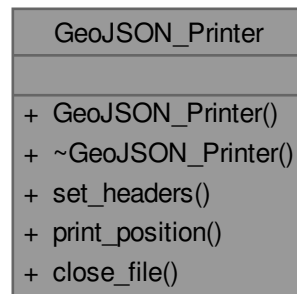 GeoJSON_Printer
+ GeoJSON_Printer()
+ ~GeoJSON_Printer()
+ set_headers()
+ print_position()
+ close_file()